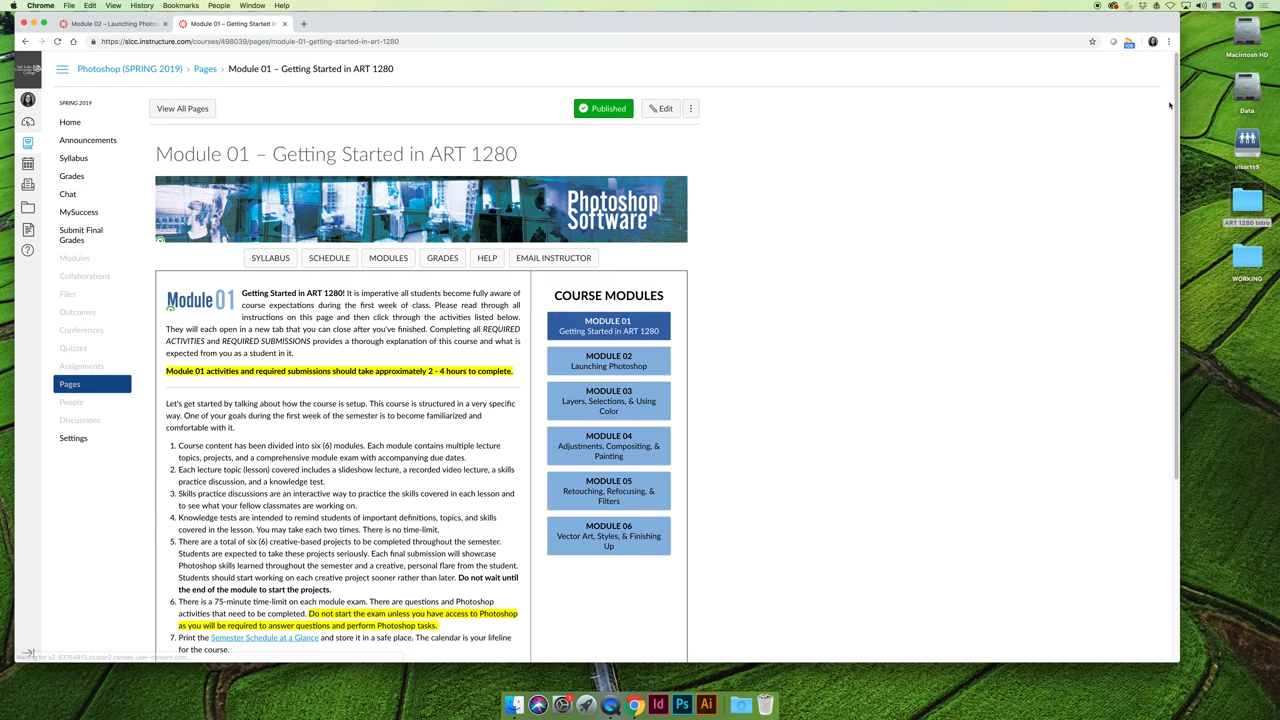 Chrome File Edit View History Bookmarks People Window Help
Module 02 – Launching Photos
Module 01 – Getting Started in
https://slcc.instructure.com/courses/498039/pages/module-01-getting-started-in-art-1280
Photoshop (SPRING 2019) › Pages › Module 01 – Getting Started in ART 1280
SPRING 2019
Home
Announcements
Syllabus
Grades
Chat
MySuccess
Submit Final
Grades
Modules
Collaborations
Files
Outcomes
Conferences
Quizzes
Assignments
Pages
People
Discussions
Settings
View All Pages
Published
Edit
Module 01 – Getting Started in ART 1280
Photoshop
Software
SYLLABUS SCHEDULE MODULES GRADES HELP EMAIL INSTRUCTOR
Module 01
Getting Started in ART 1280! It is imperative all students become fully aware of
course expectations during the first week of class. Please read through all
instructions on this page and then click through the activities listed below.
They will each open in a new tab that you can close after you've finished. Completing all REQUIRED
ACTIVITIES and REQUIRED SUBMISSIONS provides a thorough explanation of this course and what is
expected from you as a student in it.
Module 01 activities and required submissions should take approximately 2 - 4 hours to complete.
Let's get started by talking about how the course is setup. This course is structured in a very specific
way. One of your goals during the first week of the semester is to become familiarized and
comfortable with it.
1. Course content has been divided into six (6) modules. Each module contains multiple lecture
topics, projects, and a comprehensive module exam with accompanying due dates.
2. Each lecture topic (lesson) covered includes a slideshow lecture, a recorded video lecture, a skills
practice discussion, and a knowledge test.
3. Skills practice discussions are an interactive way to practice the skills covered in each lesson and
to see what your fellow classmates are working on.
4. Knowledge tests are intended to remind students of important definitions, topics, and skills
covered in the lesson. You may take each two times. There is no time-limit.
5. There are a total of six (6) creative-based projects to be completed throughout the semester.
Students are expected to take these projects seriously. Each final submission will showcase
Photoshop skills learned throughout the semester and a creative, personal flare from the student.
Students should start working on each creative project sooner rather than later. Do not wait until
the end of the module to start the projects.
6. There is a 75-minute time-limit on each module exam. There are questions and Photoshop
activities that need to be completed. Do not start the exam unless you have access to Photoshop
as you will be required to answer questions and perform Photoshop tasks.
7. Print the Semester Schedule at a Glance and store it in a safe place. The calendar is your lifeline
for the course.
COURSE MODULES
MODULE 01
Getting Started in ART 1280
MODULE 02
Launching Photoshop
MODULE 03
Layers, Selections, & Using
Color
MODULE 04
Adjustments, Compositing, &
Painting
MODULE 05
Retouching, Refocusing, &
Filters
MODULE 06
Vector Art, Styles, & Finishing
Up
Macintosh HD
Data
visarts$
ART 1280 Intro
WORKING
Id Ps Ai